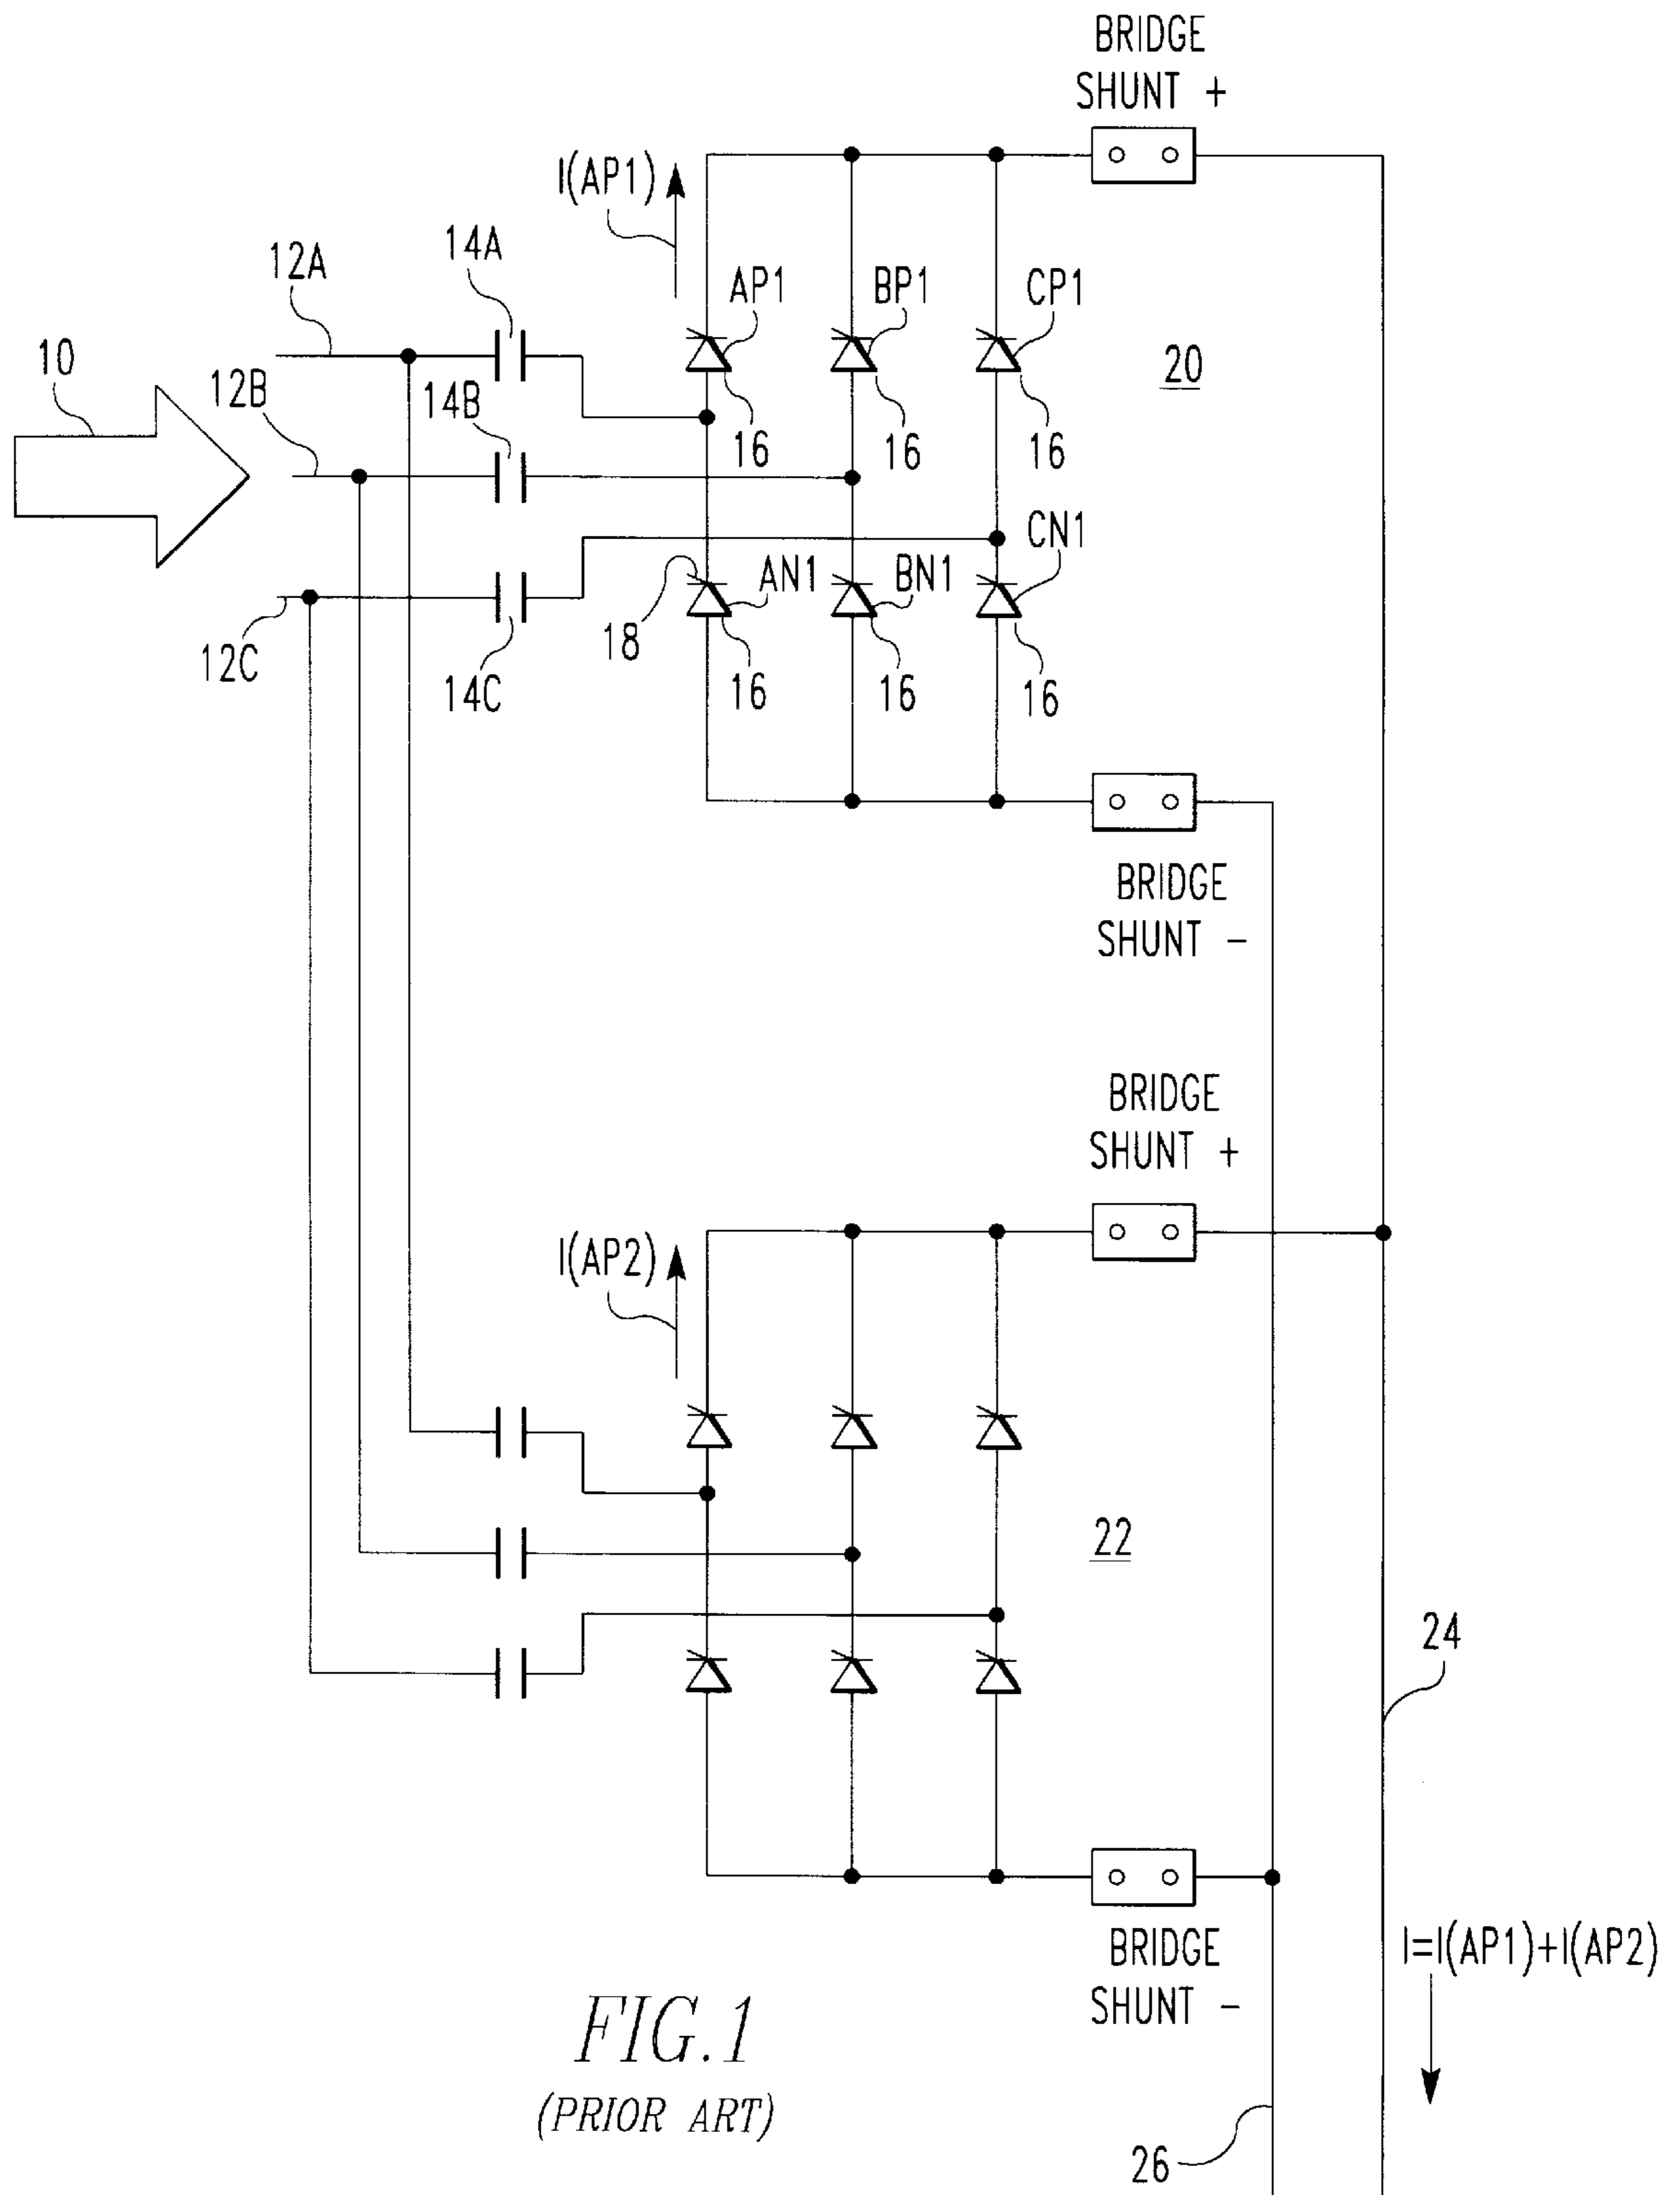 BRIDGE
SHUNT +
I(AP1)
12A
14A
AP1
BP1
CP1
10
12B
14B
20
16
16
16
CN1
AN1
BN1
18
12C
14C
16
16
16
BRIDGE
SHUNT -
BRIDGE
SHUNT +
I(AP2)
22
24
BRIDGE
SHUNT -
I=I(AP1)+I(AP2)
FIG.1
(PRIOR ART)
26